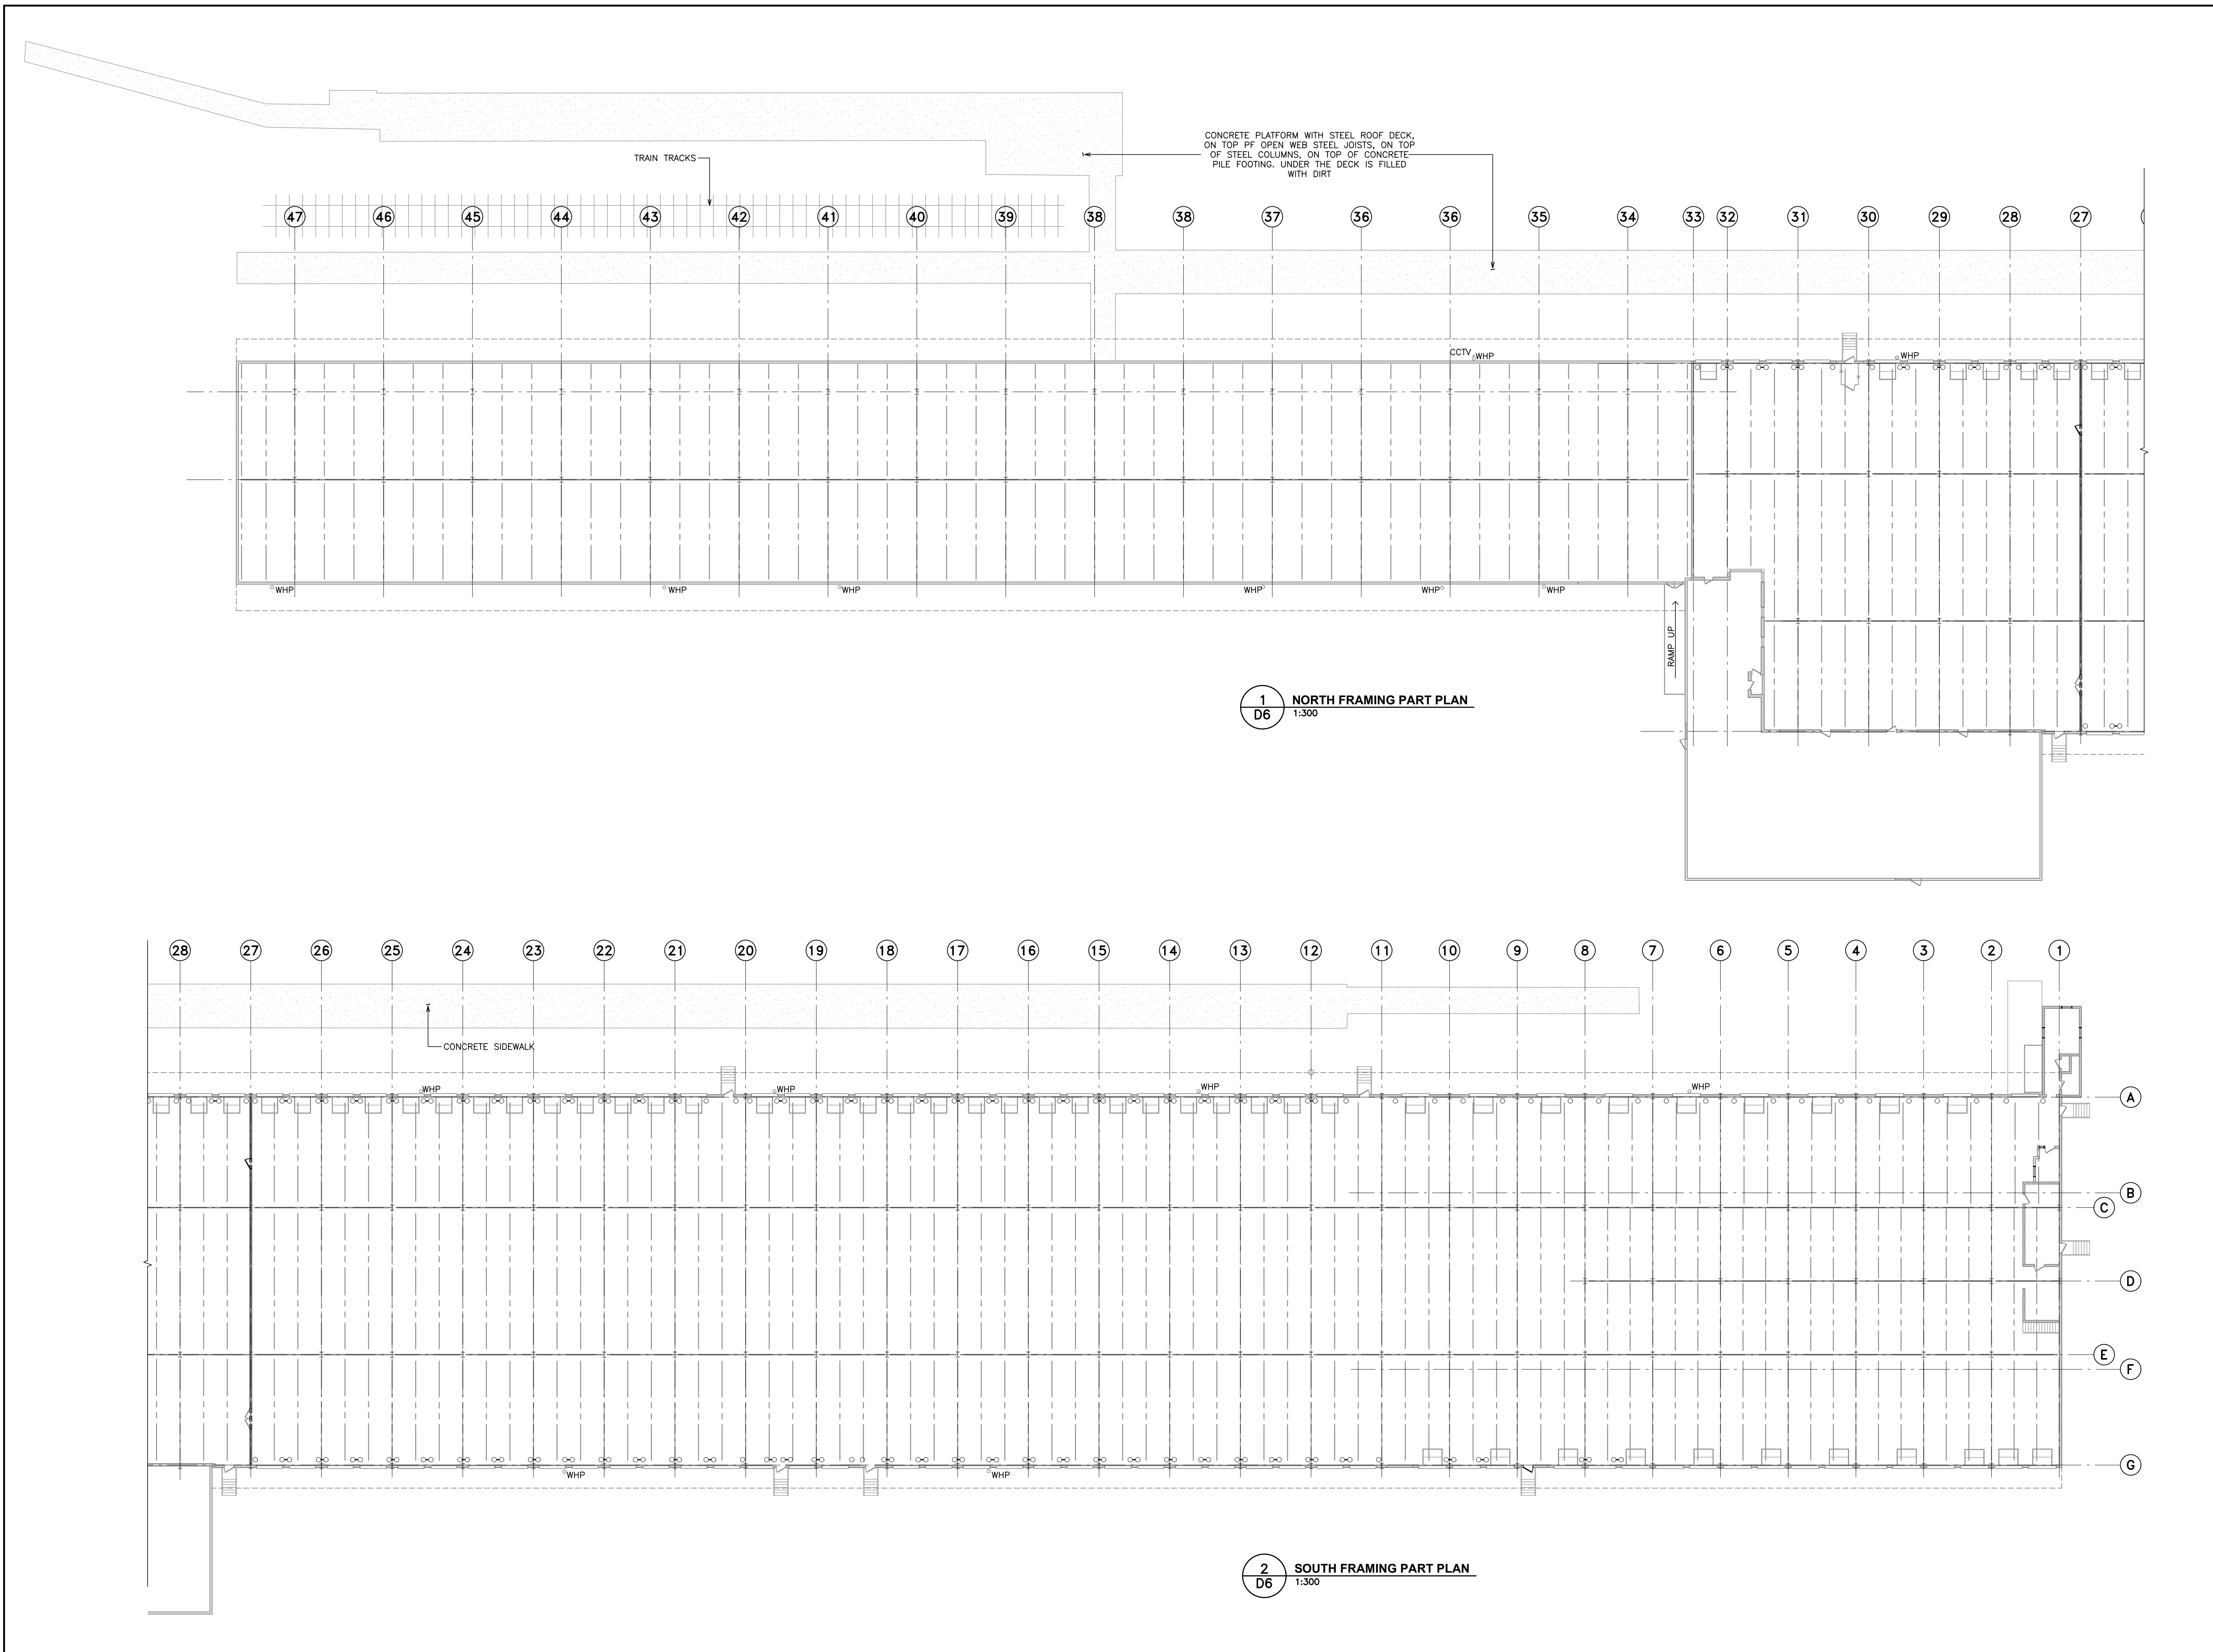 CONCRETE PLATFORM WITH STEEL ROOF DECK,
ON TOP PF OPEN WEB STEEL JOISTS, ON TOP
OF STEEL COLUMNS, ON TOP OF CONCRETE
PILE FOOTING. UNDER THE DECK IS FILLED
WITH DIRT
TRAIN TRACKS
47 46 45 44 43 42 41 40 39 38 38 37 36 36 35 34 33 32 31 30 29 28 27
CCTV
WHP
WHP
WHP
WHP
WHP
WHP
WHP
WHP
RAMP UP
1
D6
NORTH FRAMING PART PLAN
1:300
28 27 26 25 24 23 22 21 20 19 18 17 16 15 14 13 12 11 10 9 8 7 6 5 4 3 2 1
CONCRETE SIDEWALK
WHP
WHP
WHP
WHP
A
B
C
D
E
F
G
WHP
WHP
2
D6
SOUTH FRAMING PART PLAN
1:300